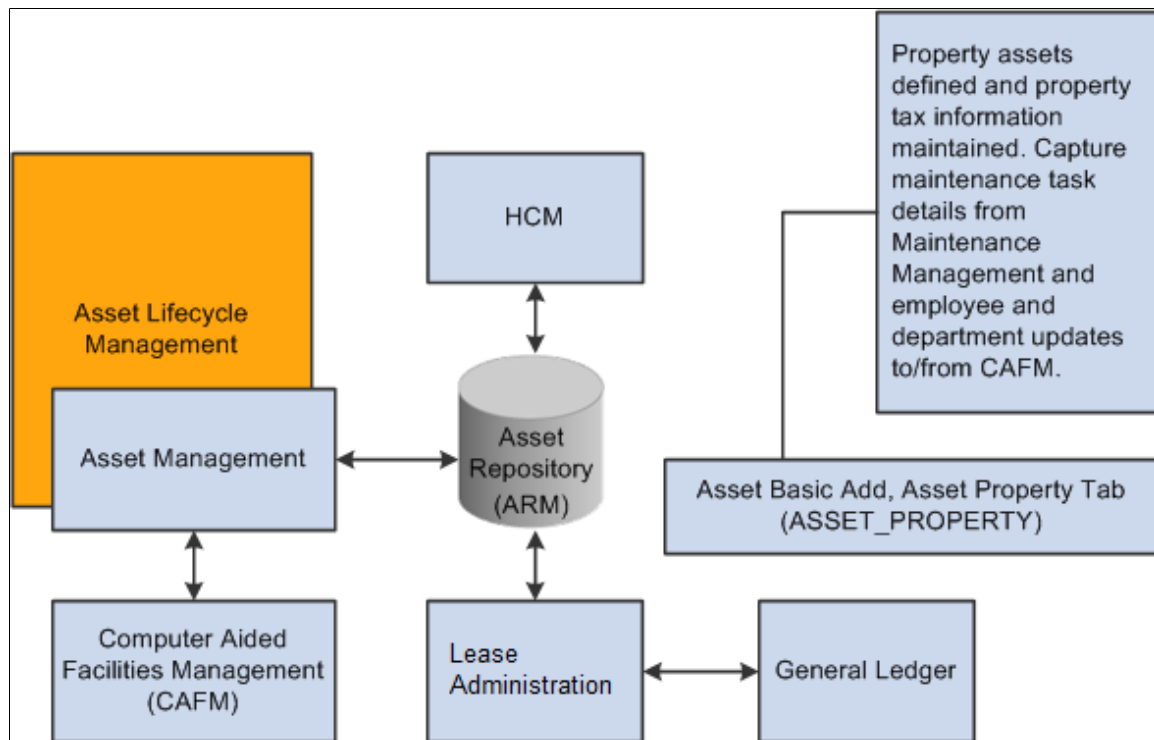 Property assets
defined and property
tax information
maintained. Capture
maintenance task
details from
Maintenance
Management and
employee and
department updates
to/from CAFM.
HCM
Asset Lifecycle
Management
Asset Management
Asset
Repository
(ARM)
Asset Basic Add, Asset Property Tab
(ASSET_PROPERTY)
Computer Aided
Facilities Management
(CAFM)
Lease
Administration
General Ledger